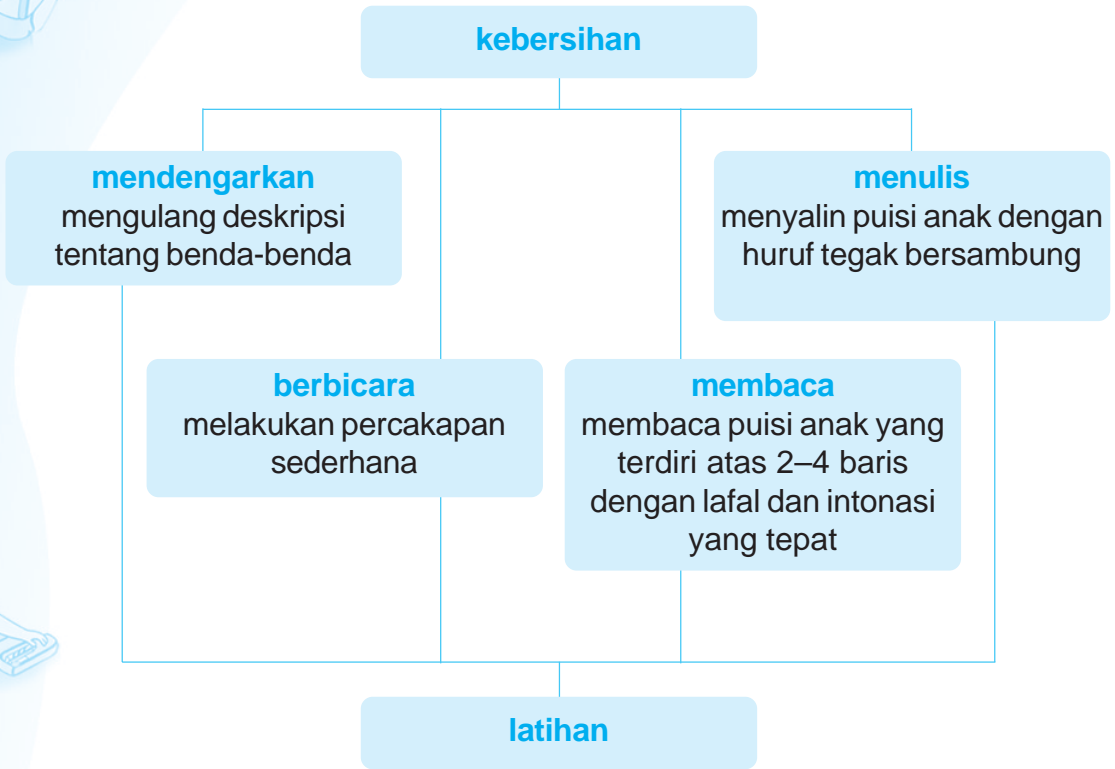 kebersihan
mendengarkan
mengulang deskripsi
tentang benda-benda
menulis
menyalin puisi anak dengan
huruf tegak bersambung
berbicara
melakukan percakapan
sederhana
membaca
membaca puisi anak yang
terdiri atas 2–4 baris
dengan lafal dan intonasi
yang tepat
latihan